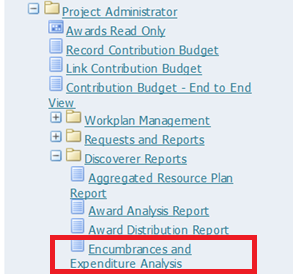 Project Administrator
Awards Read Only
Record Contribution Budget
Link Contribution Budget
Contribution Budget - End to End
View
Workplan Management
Requests and Reports
Discoverer Reports
Aggregated Resource Plan
Report
Award Analysis Report
Award Distribution Report
Encumbrances and
Expenditure Analysis